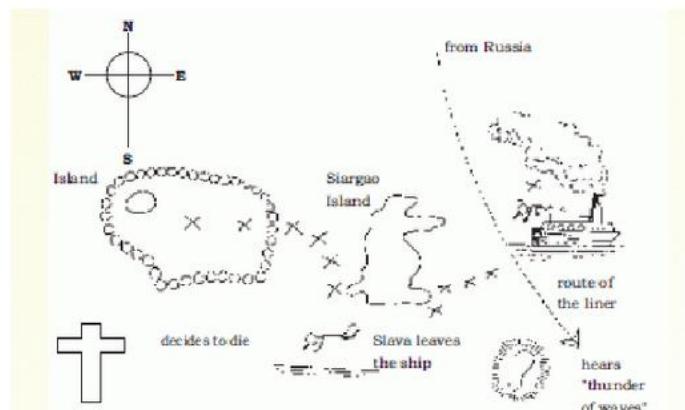 N
from Russia
W
E
S
Island
Siargao
Island
route of
the liner
decides to die
Slava leaves
the ship
hears
"thunder
of waves"